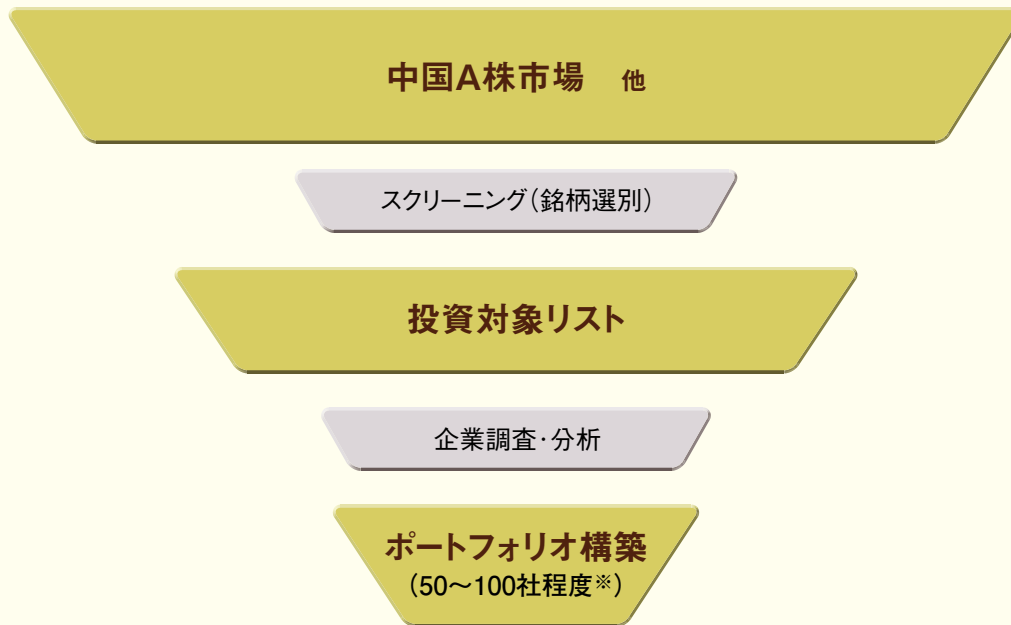 中国A株市場　他
スクリーニング（銘柄選別）
投資対象リスト
企業調査・分析
ポートフォリオ構築
（50〜100社程度※）